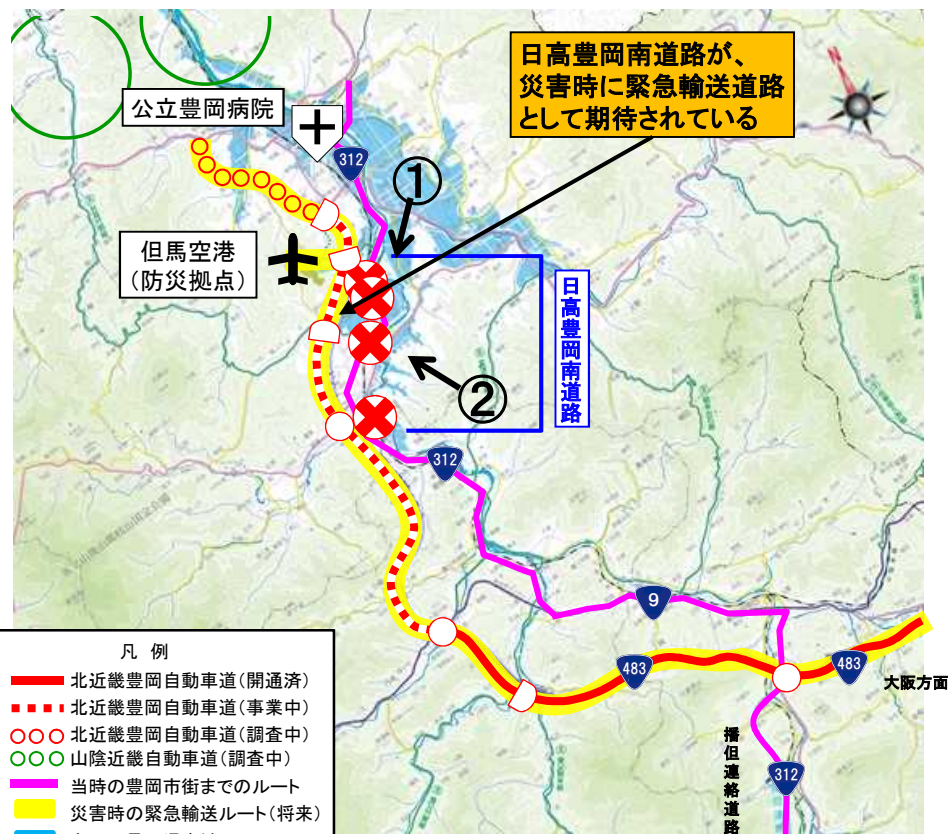 日高豊岡南道路が、
災害時に緊急輸送道路
として期待されている
公立豊岡病院
312
①
但馬空港
(防災拠点)
日高豊岡南道路
②
312
9
483
483
大阪方面
播但連絡道路
312
凡 例
北近畿豊岡自動車道(開通済)
北近畿豊岡自動車道(事業中)
北近畿豊岡自動車道(調査中)
山陰近畿自動車道(調査中)
当時の豊岡市街までのルート
災害時の緊急輸送ルート(将来)